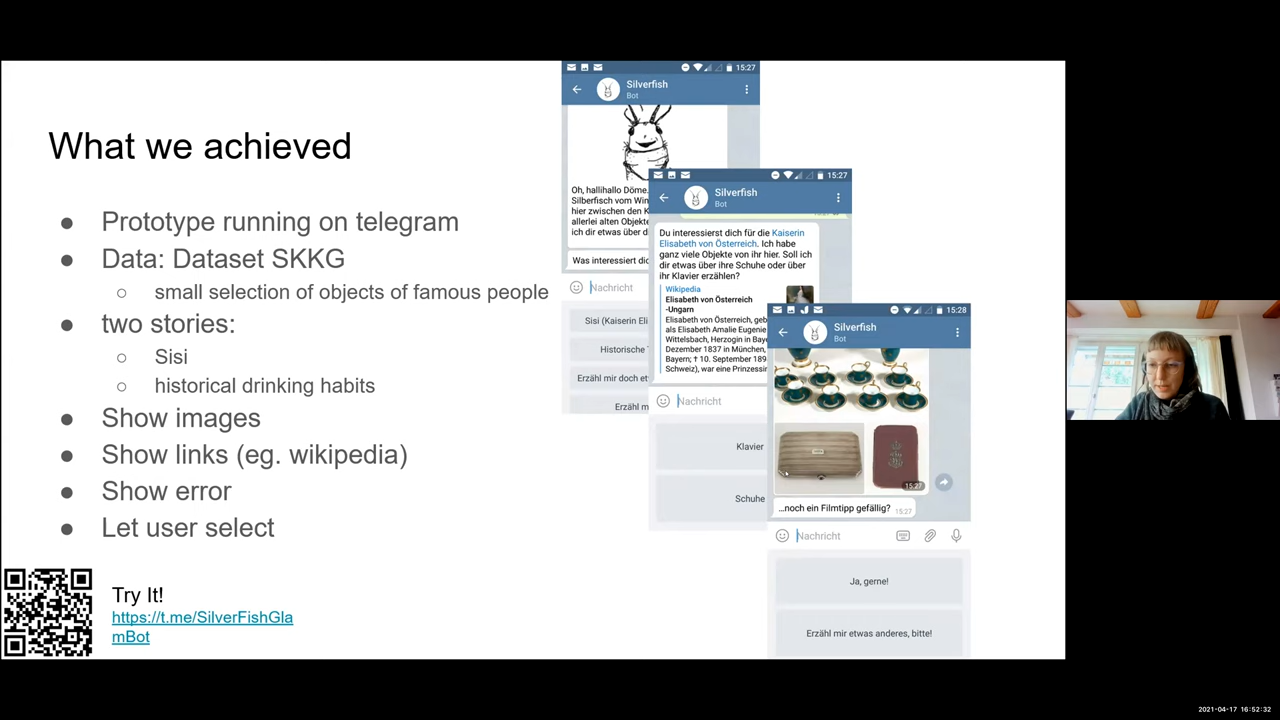 What we achieved
● Prototype running on telegram
● Data: Dataset SKKG
○ small selection of objects of famous people
● two stories:
○ Sisi
○ historical drinking habits
● Show images
● Show links (eg. wikipedia)
● Show error
● Let user select
Try It!
https://t.me/SilverFishGla
mBot
15:27
Silverfish
Bot
Oh, hallihallo Döme.
Silberfisch vom Win
hier zwischen den K
allerlei alten Objekte
ich dir etwas über d
Was interessiert dic
Nachricht
Sisi (Kaiserin Eli
Historische
Erzähl mir doch et
Erzähl m
15:27
Silverfish
Bot
Du interessierst dich für die Kaiserin
Elisabeth von Österreich. Ich habe
ganz viele Objekte von ihr hier. Soll ich
dir etwas über ihre Schuhe oder über
ihr Klavier erzählen?
Wikipedia
Elisabeth von Österreich
-Ungarn
Elisabeth von Österreich, geb
als Elisabeth Amalie Eugenie
Wittelsbach, Herzogin in Baye
Dezember 1837 in München,
Bayern; † 10. September 189
Schweiz), war eine Prinzessin
Nachricht
Klavier
Schuhe
15:28
Silverfish
Bot
15:27
...noch ein Filmtipp gefällig?
15:27
Nachricht
Ja, gerne!
Erzähl mir etwas anderes, bitte!
2021-04-17 16:52:32